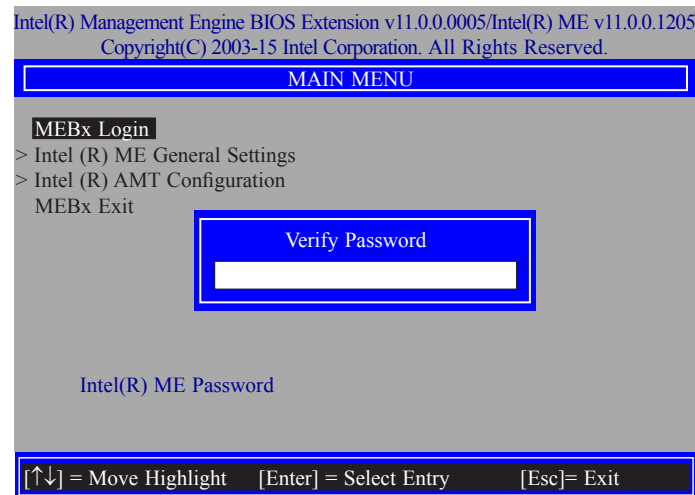 Intel(R) Management Engine BIOS Extension v11.0.0.0005/Intel(R) ME v11.0.0.1205
Copyright(C) 2003-15 Intel Corporation. All Rights Reserved.
MAIN MENU
MEBx Login
> Intel (R) ME General Settings
> Intel (R) AMT Configuration
MEBx Exit
Verify Password
Intel(R) ME Password
[↑↓] = Move Highlight [Enter] = Select Entry [Esc]= Exit